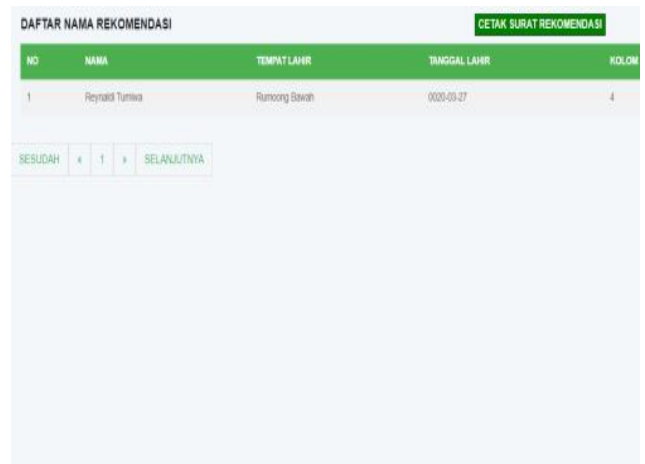 DAFTAR NAMA REKOMENDASI CETAK SURAT REKOMENDASI
NO NAMA TEMPAT LAHIR TANGGAL LAHIR KOLOM
1 Reynaldi Tumiwa Rumoong Bawah 0020-03-27 4
SESUDAH « 1 » SELANJUTNYA